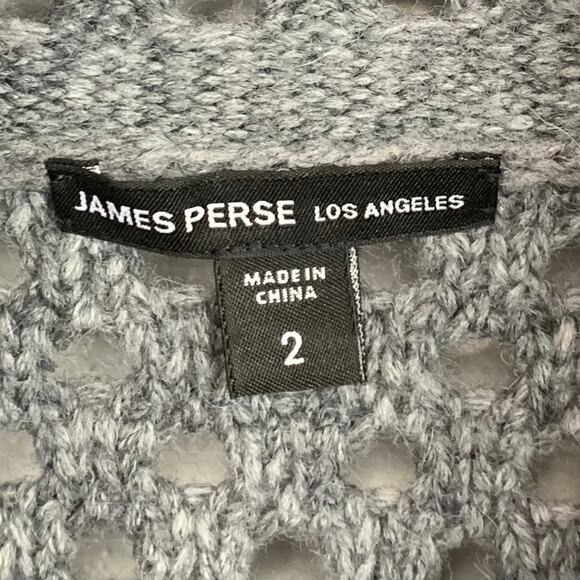 JAMES PERSE LOS ANGELES
MADE IN
CHINA
2